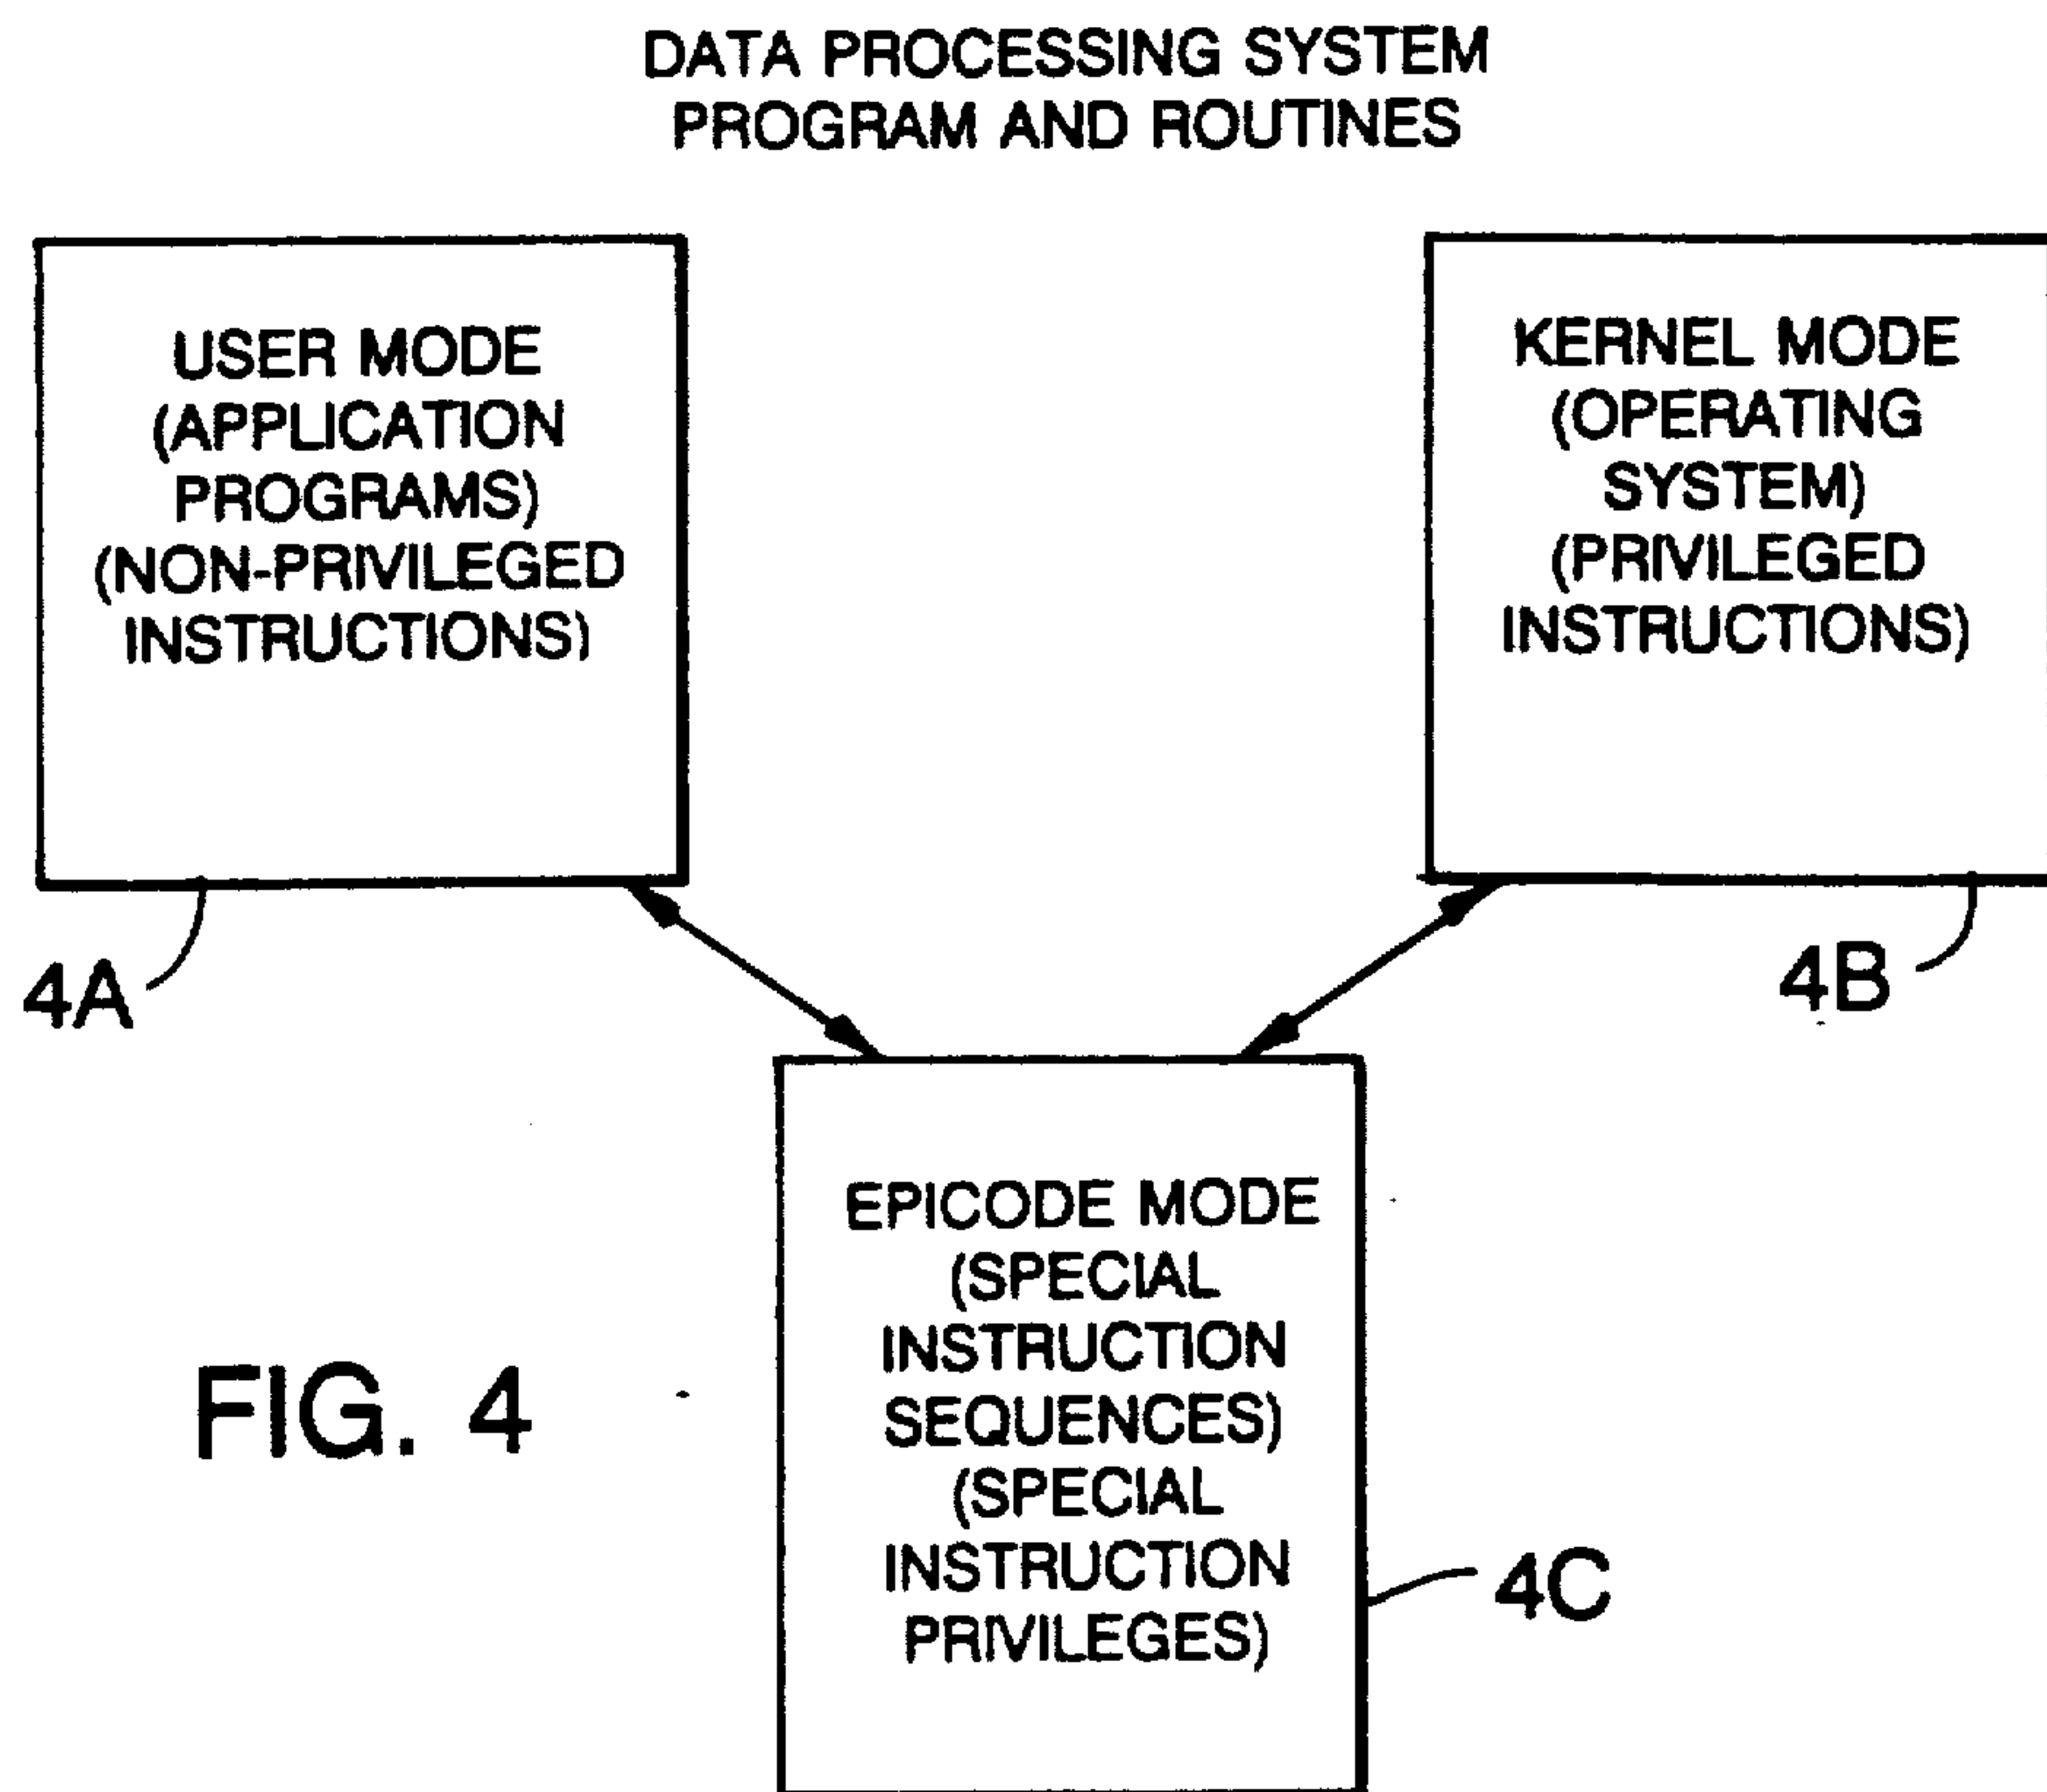 DATA PROCESSING SYSTEM
PROGRAM AND ROUTINES
USER MODE
(APPLICATION
PROGRAMS)
(NON-PRIVILEGED
INSTRUCTIONS)
4A
KERNEL MODE
(OPERATING
SYSTEM)
(PRIVILEGED
INSTRUCTIONS)
4B
EPICODE MODE
(SPECIAL
INSTRUCTION
SEQUENCES)
(SPECIAL
INSTRUCTION
PRIVILEGES)
4C
FIG. 4